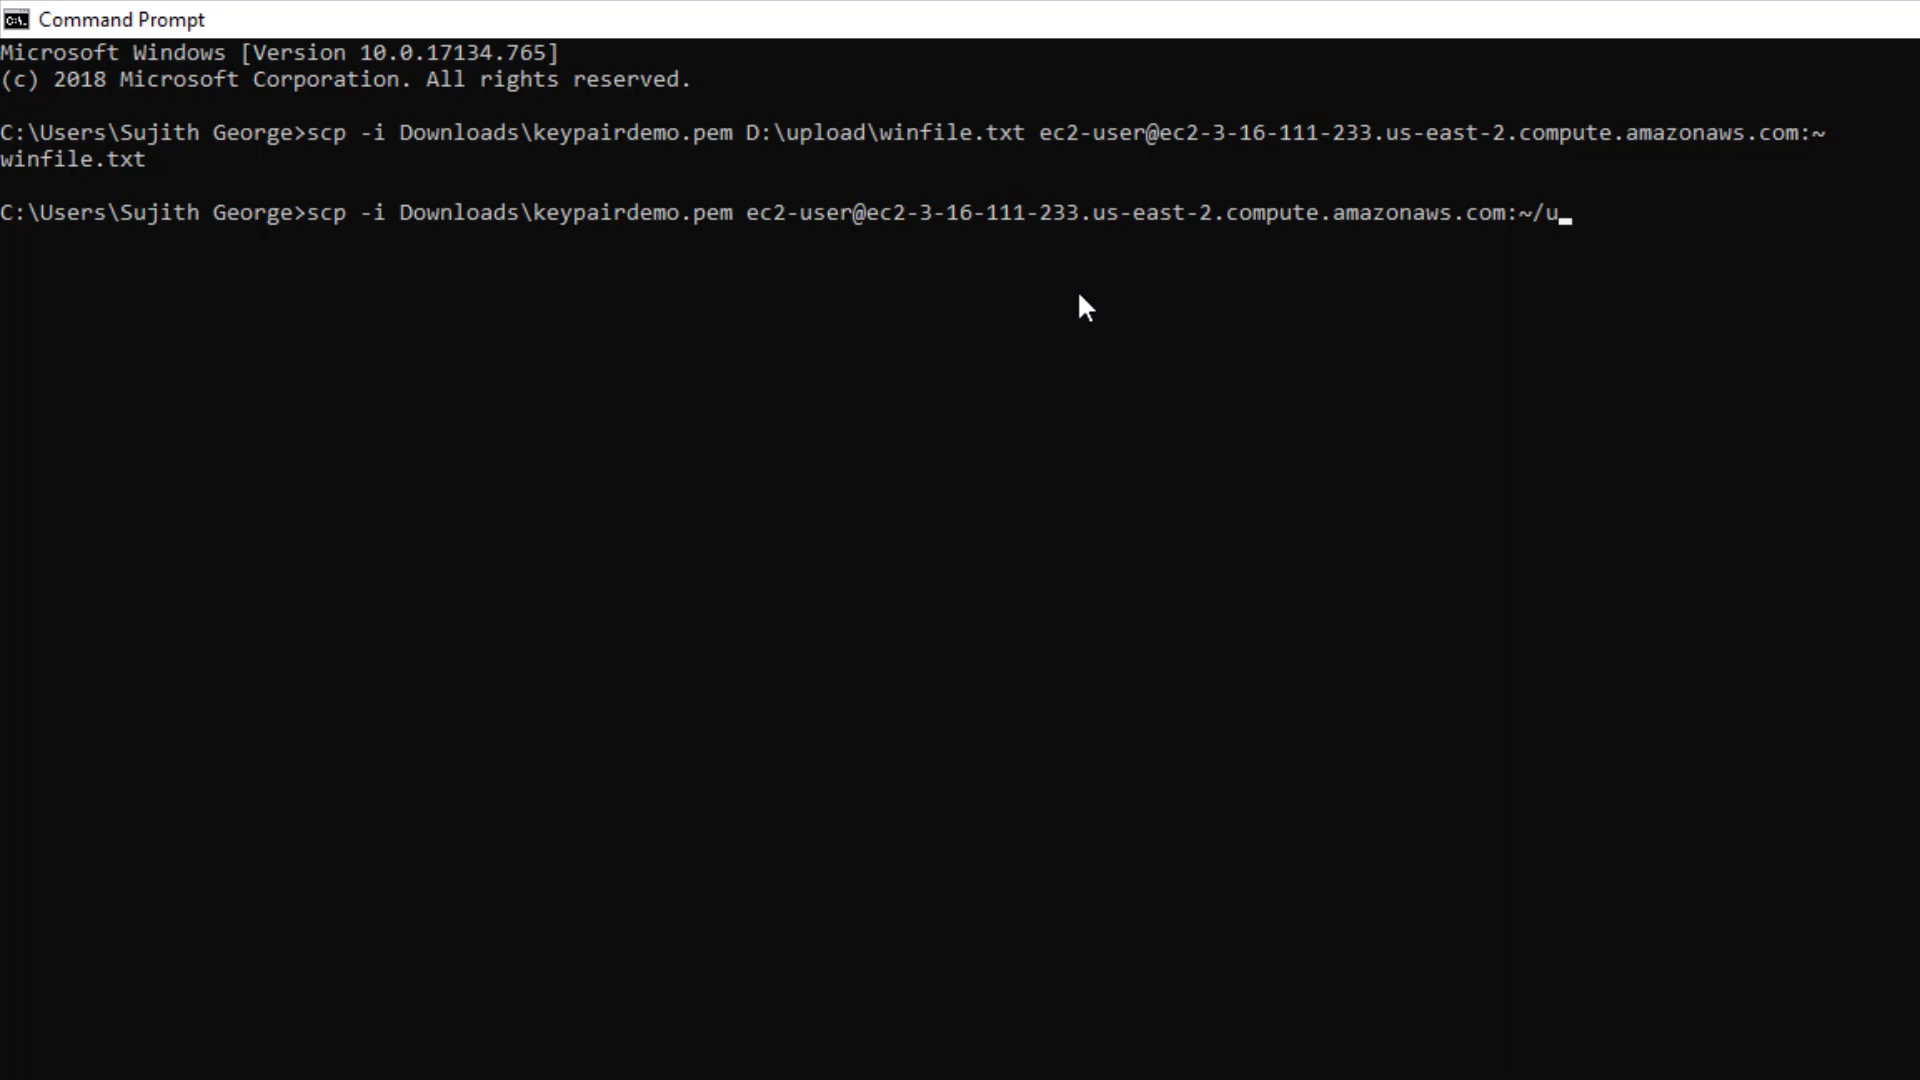 Command Prompt
Microsoft Windows [Version 10.0.17134.765]
(c) 2018 Microsoft Corporation. All rights reserved.
C:\Users\Sujith George>scp -i Downloads\keypairdemo.pem D:\upload\winfile.txt ec2-user@ec2-3-16-111-233.us-east-2.compute.amazonaws.com:~
winfile.txt
C:\Users\Sujith George>scp -i Downloads\keypairdemo.pem ec2-user@ec2-3-16-111-233.us-east-2.compute.amazonaws.com:~/u